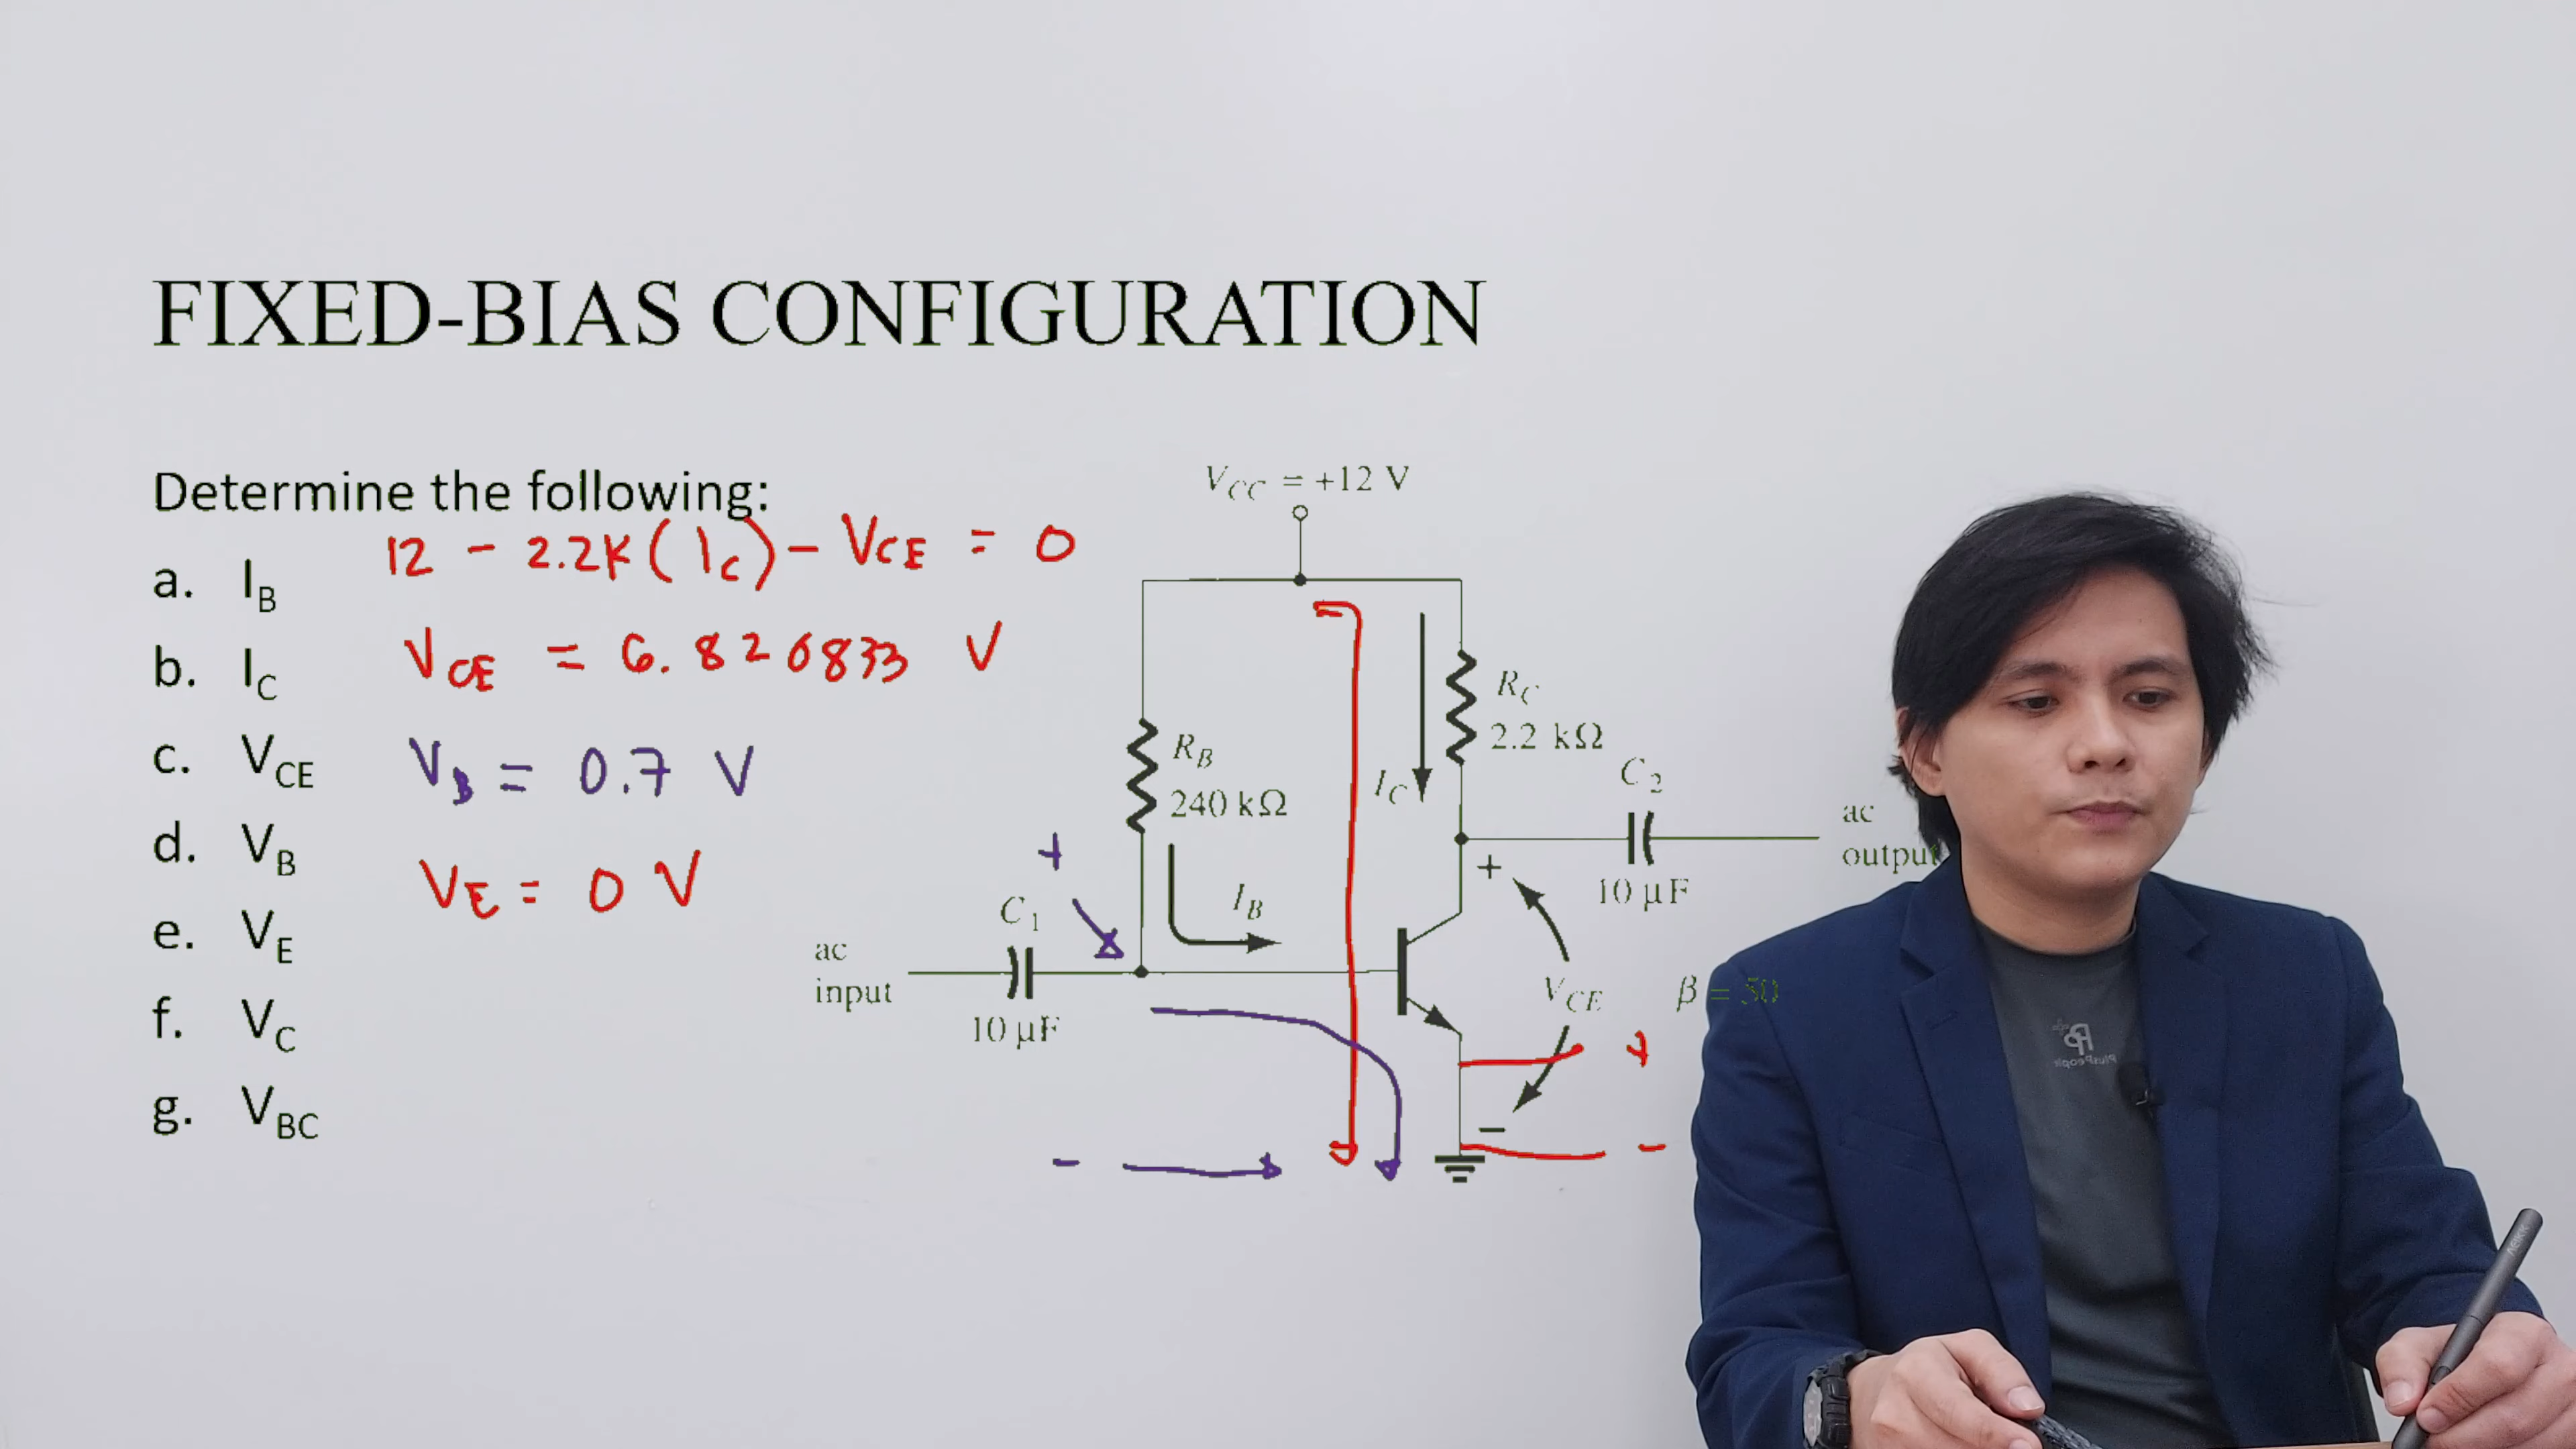 FIXED-BIAS CONFIGURATION
Determine the following:
12 - 2.2K(I_C) - V_CE = 0
a. I_B
V_CE = 6.826833 V
b. I_C
V_B = 0.7 V
c. V_CE
d. V_B
V_E = 0 V
e. V_E
f. V_C
g. V_BC
V_CC = +12 V
R_C
2.2 kΩ
R_B
240 kΩ
I_C
C_2
10 μF
ac
output
+
I_B
C_1
10 μF
ac
input
+
V_CE
β = 50
+
−
-
-